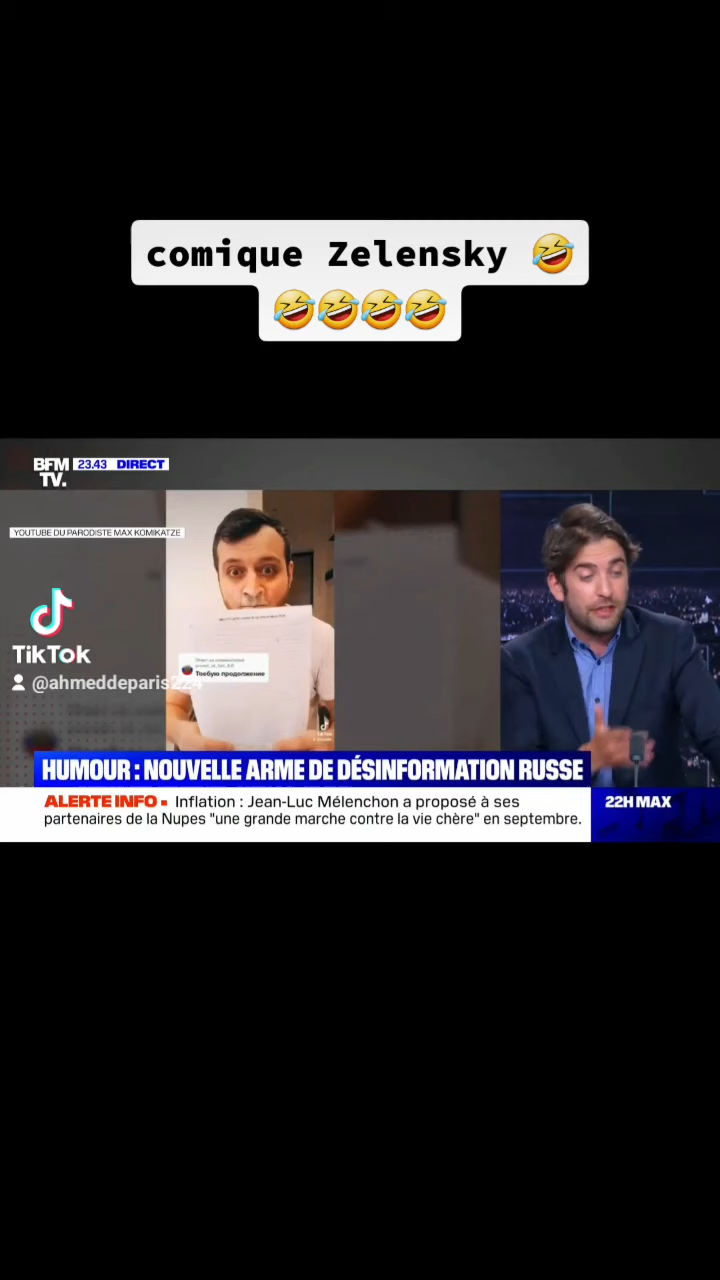 comique Zelensky 🤣
🤣🤣🤣🤣
BFM
TV.
23.43 DIRECT
YOUTUBE DU PARODISTE MAX KOMIKATZE
TikTok
@ahmeddeparis224
Требую продолжение
HUMOUR : NOUVELLE ARME DE DÉSINFORMATION RUSSE
ALERTE INFO ▪ Inflation : Jean-Luc Mélenchon a proposé à ses
partenaires de la Nupes "une grande marche contre la vie chère" en septembre.
22H MAX